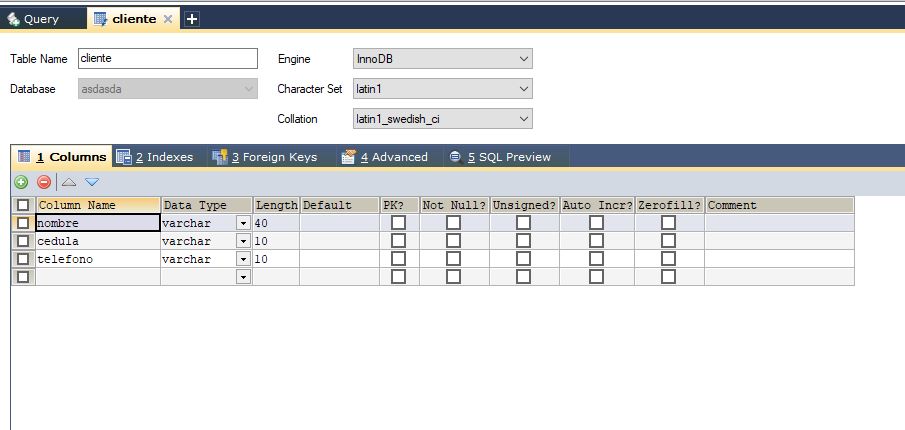 Query cliente
Table Name cliente Engine InnoDB
Database asdasda Character Set latin1
Collation latin1_swedish_ci
1 Columns 2 Indexes 3 Foreign Keys 4 Advanced 5 SQL Preview
Column Name Data Type Length Default PK? Not Null? Unsigned? Auto Incr? Zerofill? Comment
nombre varchar 40
cedula varchar 10
telefono varchar 10